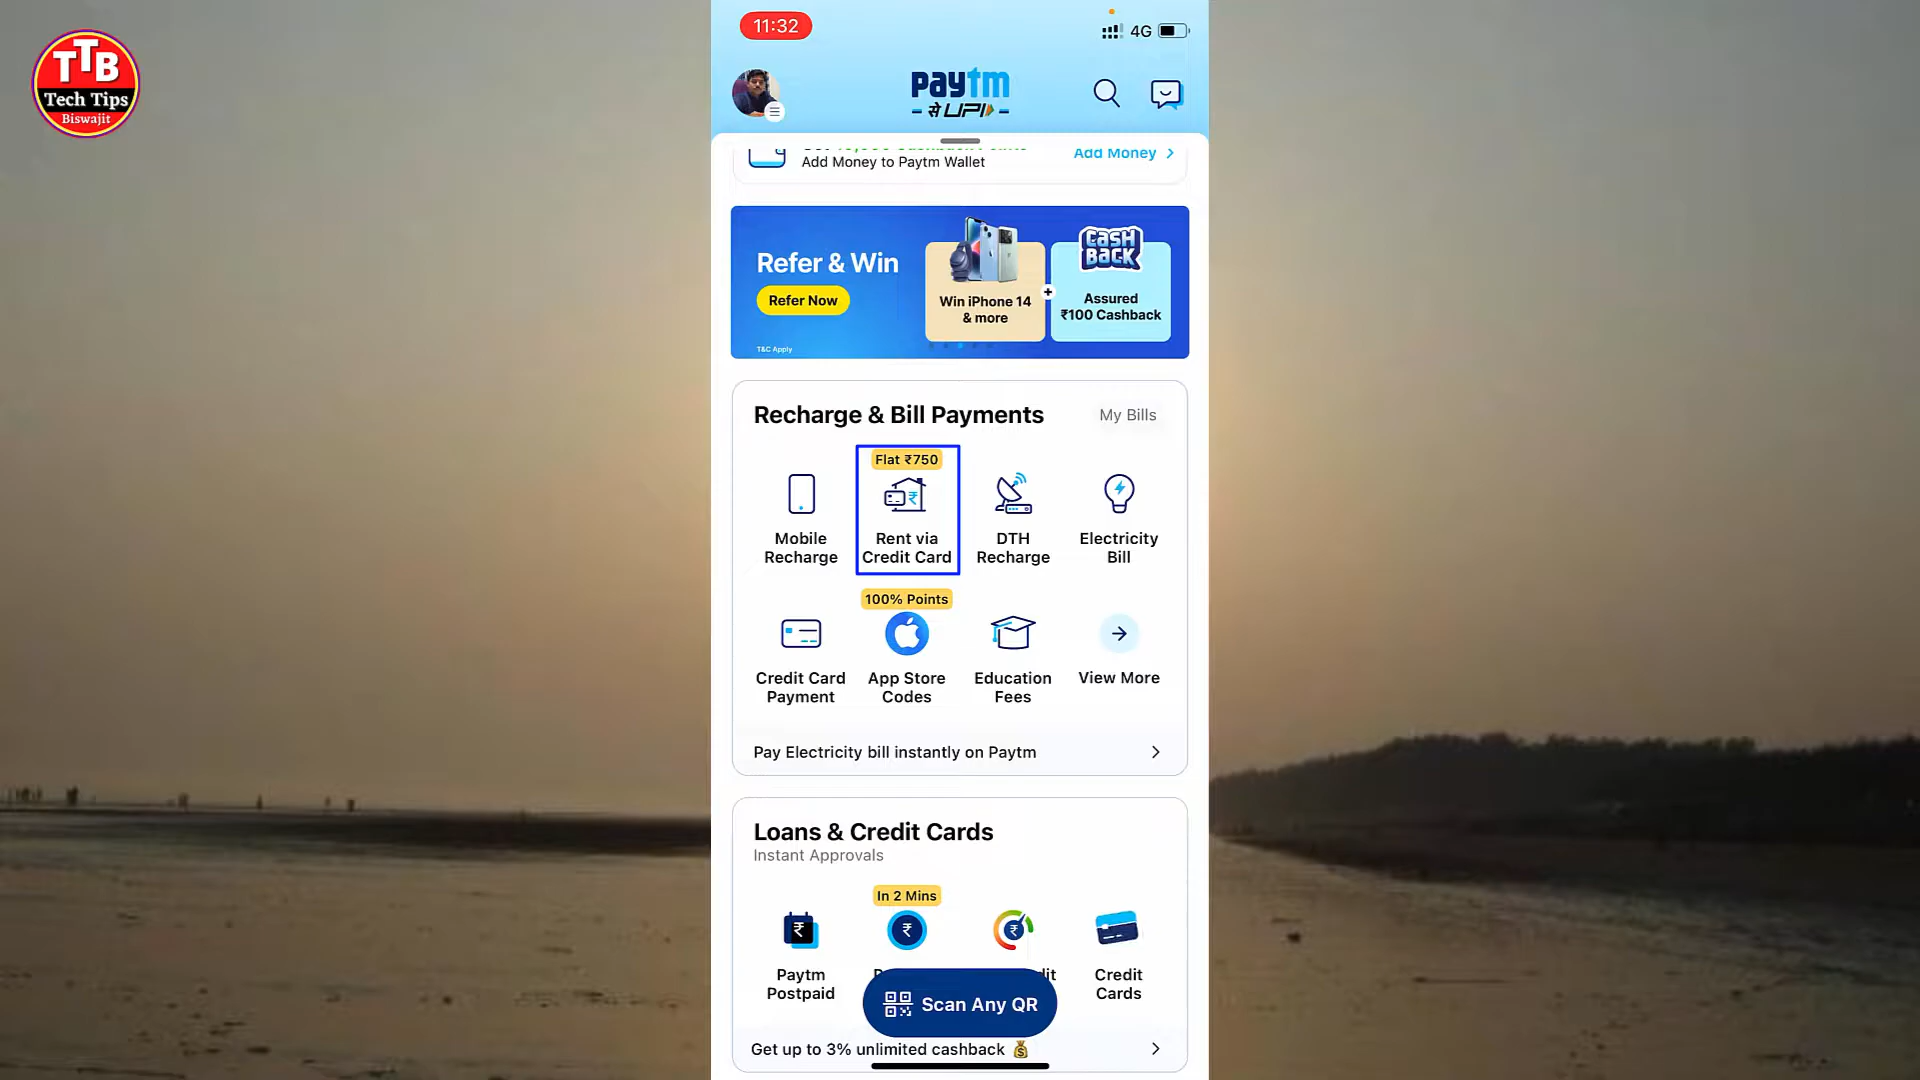 TTB
Tech Tips
Biswajit
11:32
4G
paytm
से UPI
Add Money to Paytm Wallet
Add Money
Refer & Win
Refer Now
T&C Apply
Win iPhone 14
& more
+
CASH
BACK
Assured
₹100 Cashback
Recharge & Bill Payments
My Bills
Mobile
Recharge
Flat ₹750
Rent via
Credit Card
DTH
Recharge
Electricity
Bill
Credit Card
Payment
100% Points
App Store
Codes
Education
Fees
View More
Pay Electricity bill instantly on Paytm
Loans & Credit Cards
Instant Approvals
Paytm
Postpaid
In 2 Mins
Credit
Cards
Scan Any QR
Get up to 3% unlimited cashback 💰